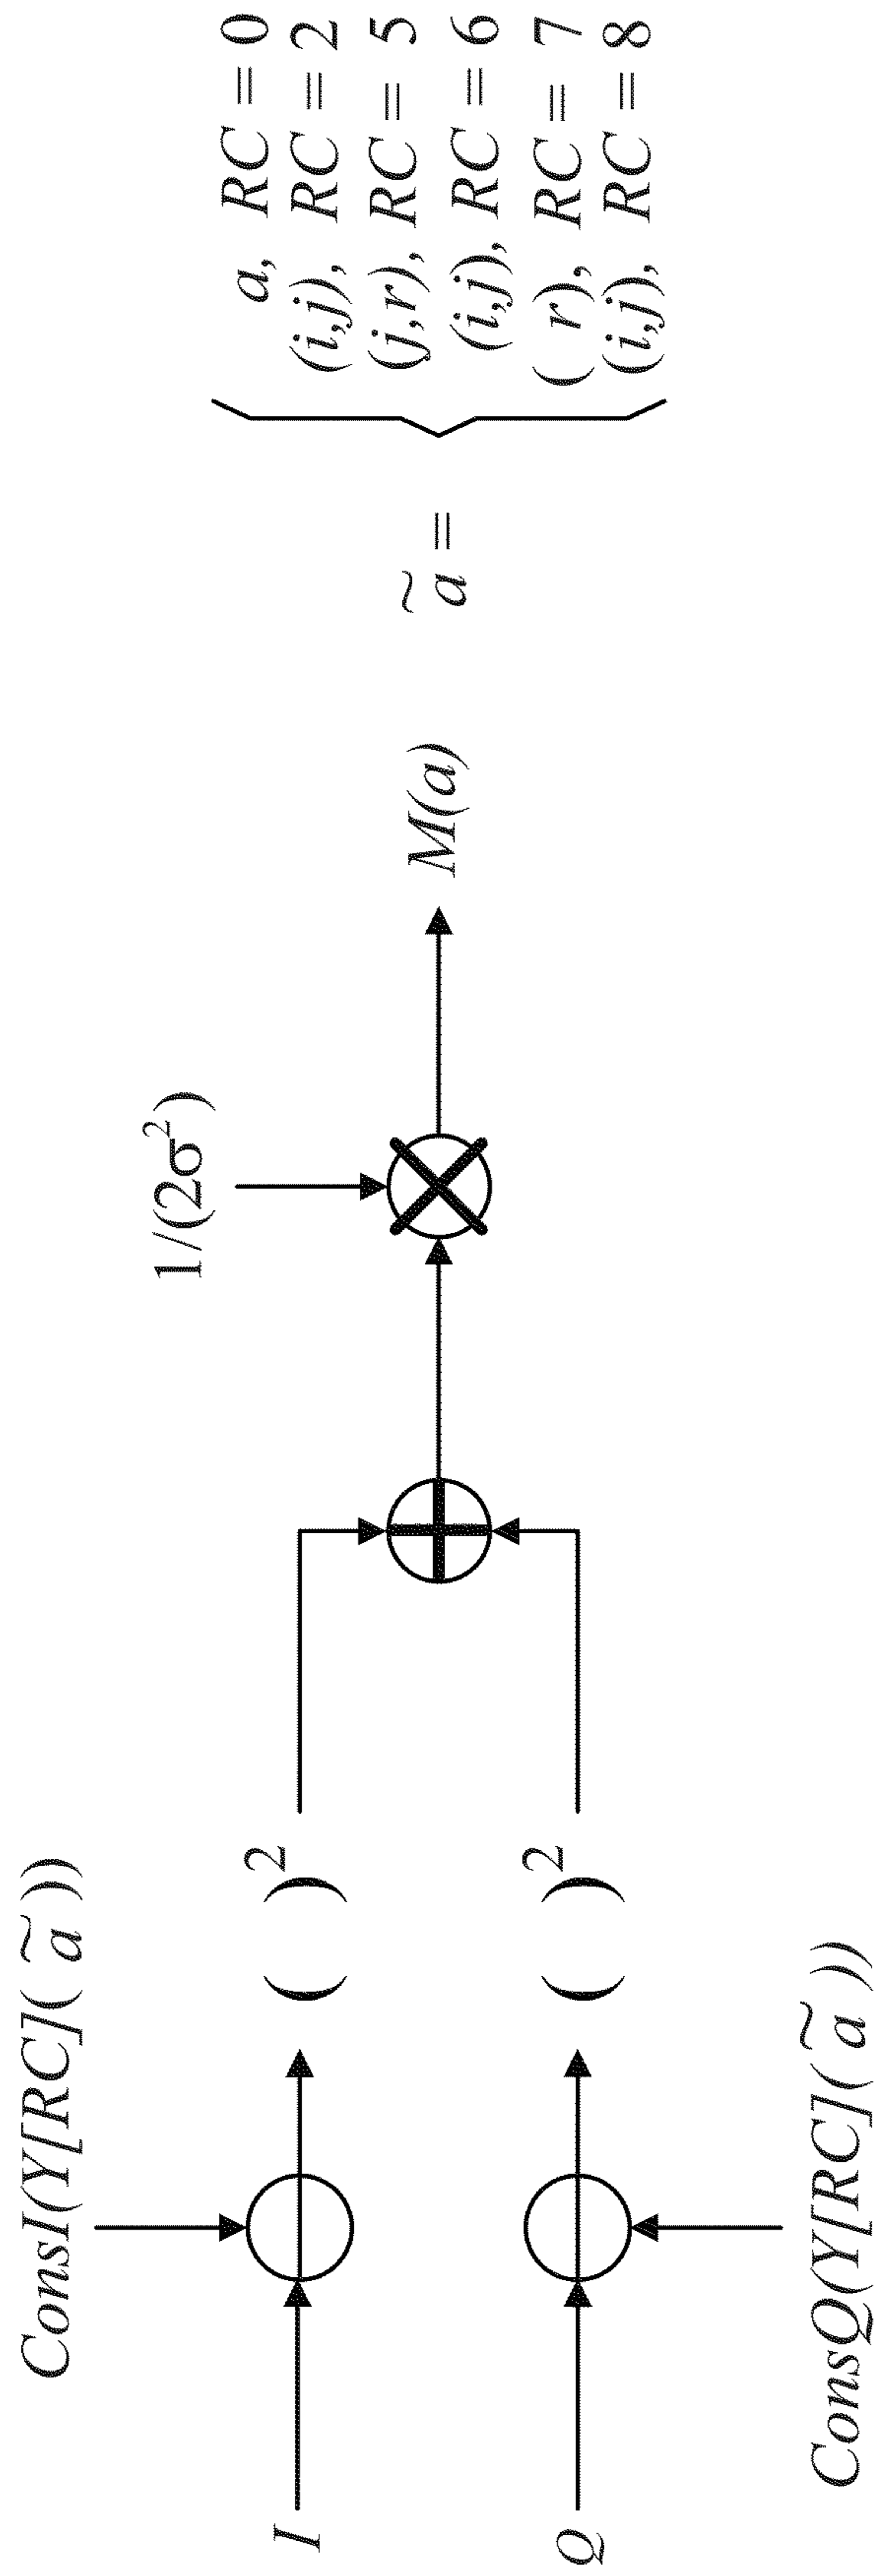 ConsI(Y[RC](ã))
I
( )²
1/(2σ²)
M(a)
Q
( )²
ConsQ(Y[RC](ã))
ã =
a, RC = 0
(i,j), RC = 2
(j,r), RC = 5
(i,j), RC = 6
( r), RC = 7
(i,j), RC = 8